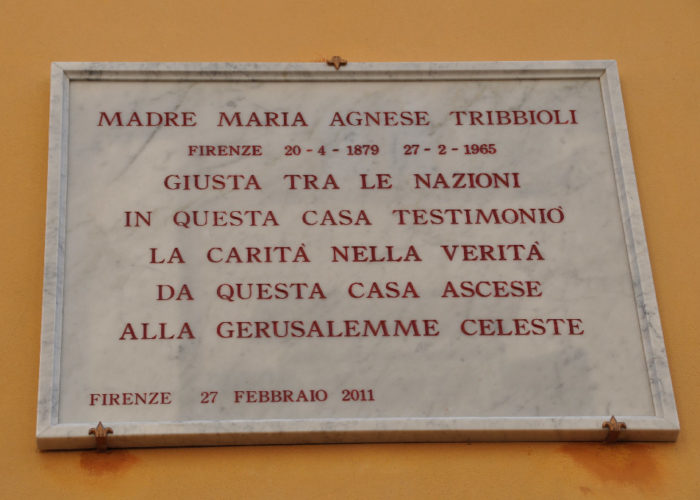 MADRE MARIA AGNESE TRIBBIOLI
FIRENZE 20-4-1879 27-2-1965
GIUSTA TRA LE NAZIONI
IN QUESTA CASA TESTIMONIÒ
LA CARITÀ NELLA VERITÀ
DA QUESTA CASA ASCESE
ALLA GERUSALEMME CELESTE
FIRENZE 27 FEBBRAIO 2011